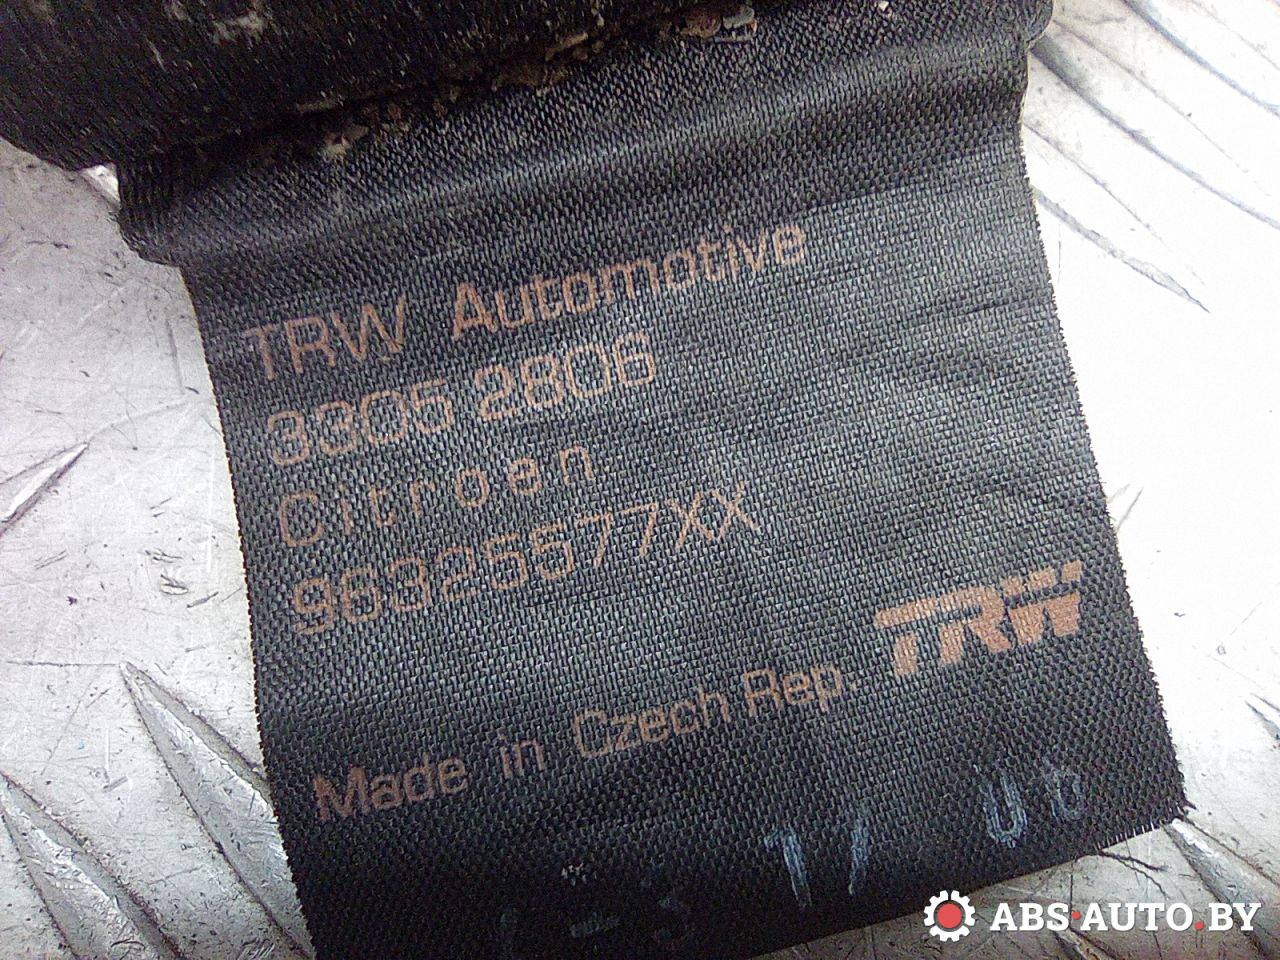 TRW Automotive
3305 2806
Citroen
96325577XX
TRW
Made in Czech Rep.
ABS-AUTO.BY